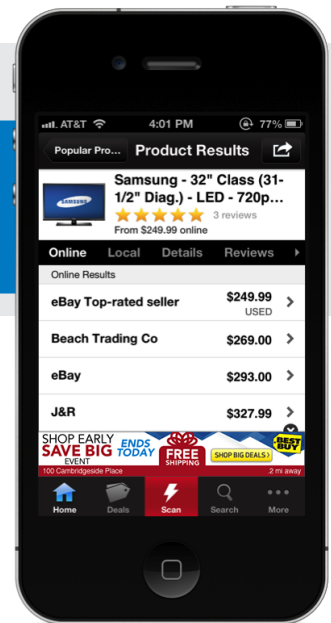 AT&T 4:01 PM 77%
Popular Pro... Product Results
SAMSUNG
Samsung - 32" Class (31-
1/2" Diag.) - LED - 720p...
3 reviews
From $249.99 online
Online Local Details Reviews
Online Results
eBay Top-rated seller $249.99
USED
Beach Trading Co $269.00
eBay $293.00
J&R $327.99
SHOP EARLY
SAVE BIG
EVENT
ENDS
TODAY
FREE
SHIPPING
SHOP BIG DEALS
BEST
BUY
100 Cambridgeside Place 2 mi away
Home Deals Scan Search More